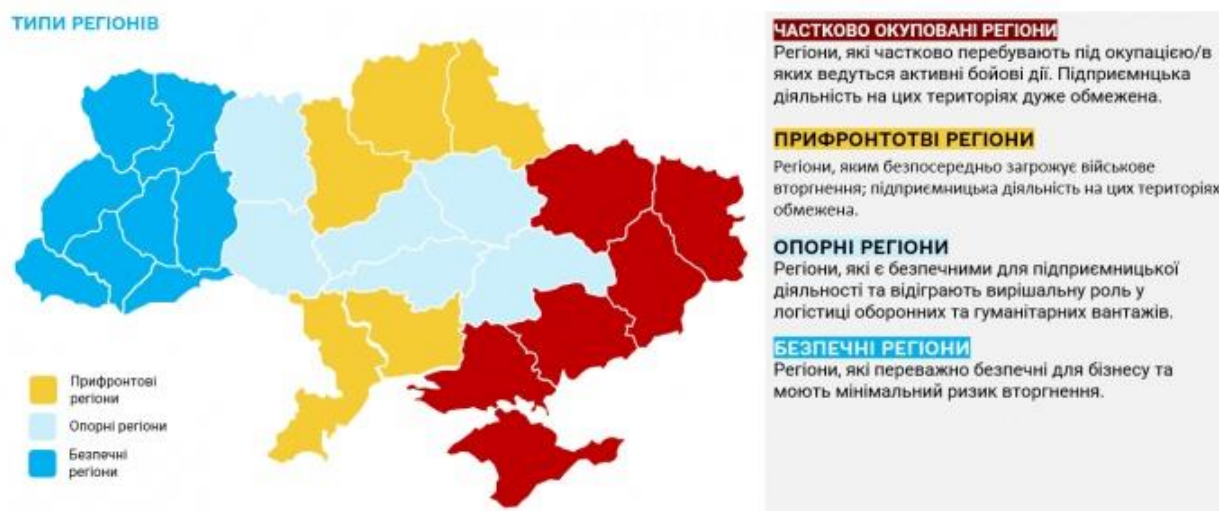 ТИПИ РЕГІОНІВ
Прифронтові
регіони
Опорні регіони
Безпечні
регіони
ЧАСТКОВО ОКУПОВАНІ РЕГІОНИ
Регіони, які частково перебувають під окупацією/в
яких ведуться активні бойові дії. Підприємнцька
діяльність на цих територіях дуже обмежена.
ПРИФРОНТОТВІ РЕГІОНИ
Регіони, яким безпосередньо загрожує військове
вторгнення; підприємницька діяльність на цих територіях
обмежена.
ОПОРНІ РЕГІОНИ
Регіони, які є безпечними для підприємницької
діяльності та відіграють вирішальну роль у
логістиці оборонних та гуманітарних вантажів.
БЕЗПЕЧНІ РЕГІОНИ
Регіони, які переважно безпечні для бізнесу та
моють мінімальний ризик вторгнення.